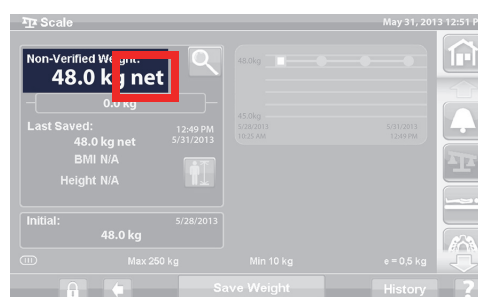 Scale
May 31, 2013 12:51 P
Non-Verified Weight:
48.0 kg net
0.0 kg
Last Saved:
12:49 PM
48.0 kg net
5/31/2013
BMI N/A
Height N/A
Initial:
5/28/2013
48.0 kg
48.0kg
45.0kg
5/28/2013
10:25 AM
5/31/2013
12:49 PM
Max 250 kg
Min 10 kg
e = 0,5 kg
Save Weight
History
?